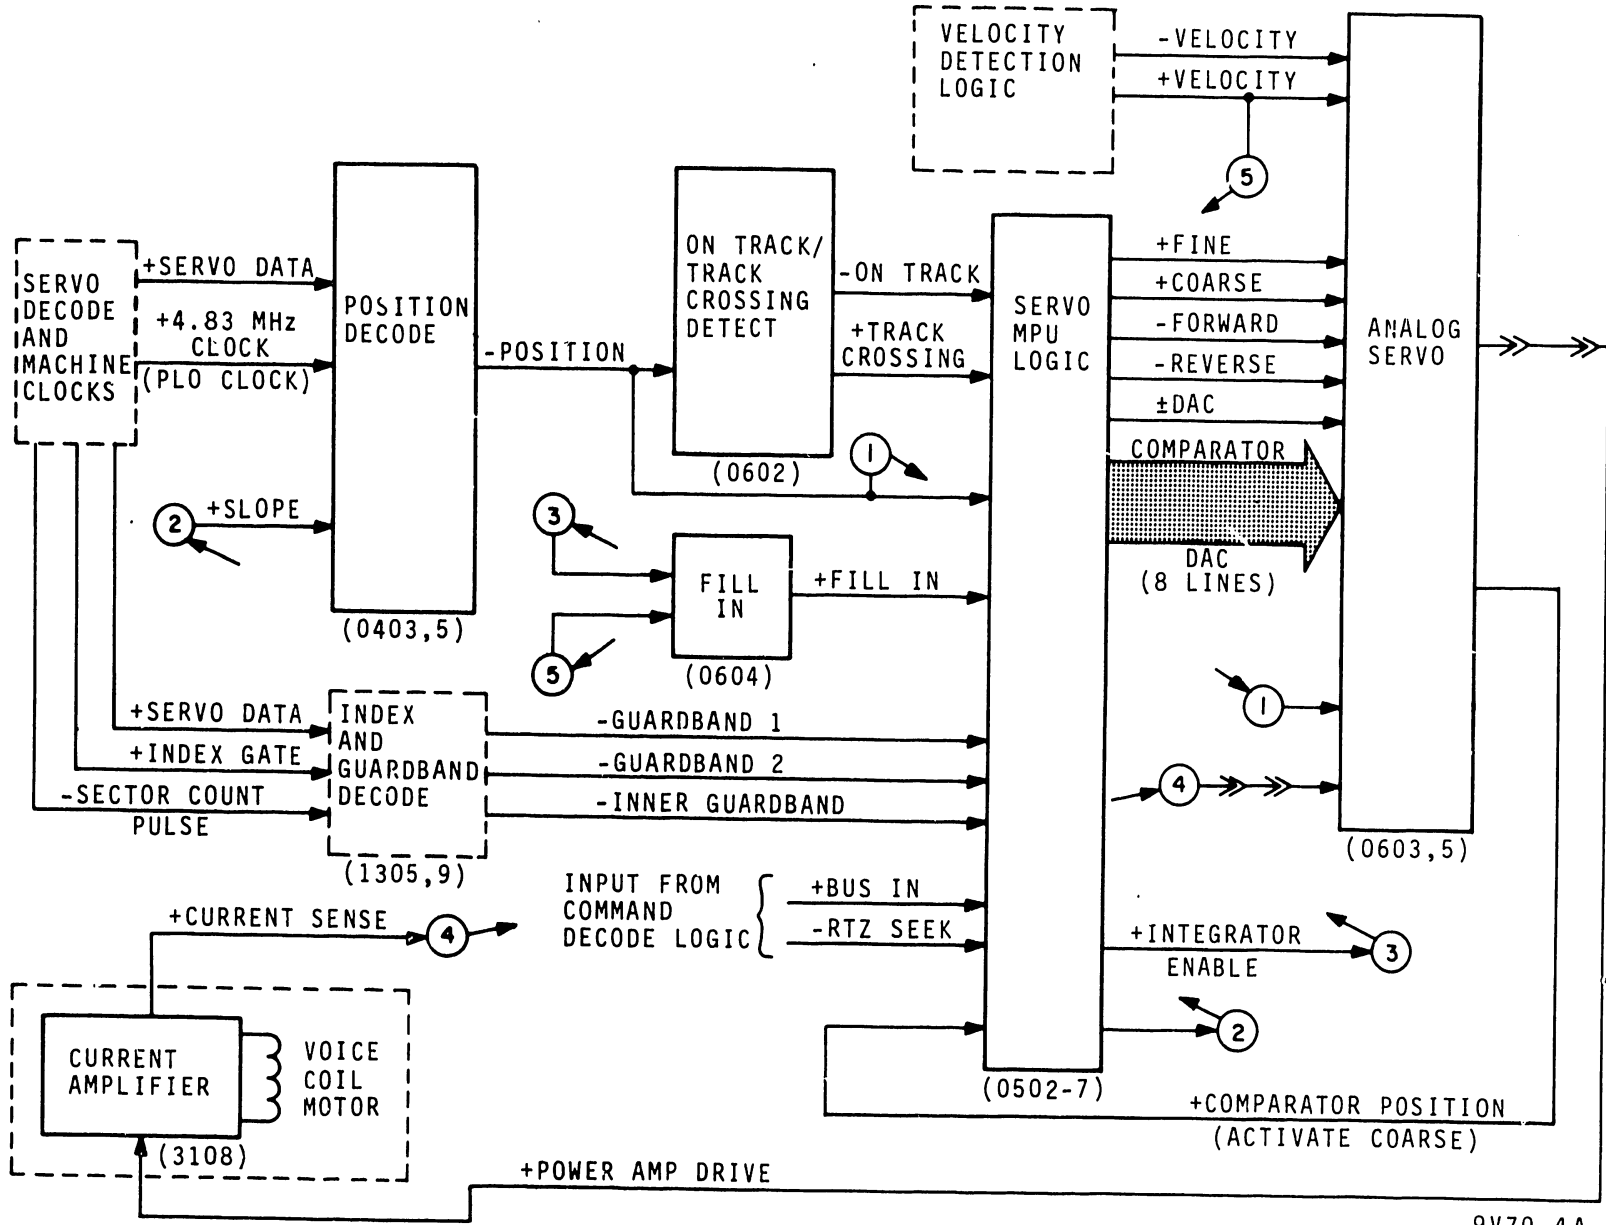 VELOCITY
DETECTION
LOGIC
-VELOCITY
+VELOCITY
5
SERVO
DECODE
AND
MACHINE
CLOCKS
+SERVO DATA
+4.83 MHz
CLOCK
(PLO CLOCK)
POSITION
DECODE
-POSITION
ON TRACK/
TRACK
CROSSING
DETECT
(0602)
-ON TRACK
+TRACK
CROSSING
SERVO
MPU
LOGIC
+FINE
+COARSE
-FORWARD
-REVERSE
±DAC
COMPARATOR
DAC
(8 LINES)
ANALOG
SERVO
1
2
+SLOPE
(0403,5)
3
FILL
IN
+FILL IN
5
(0604)
1
4
(0603,5)
+SERVO DATA
+INDEX GATE
-SECTOR COUNT
PULSE
INDEX
AND
GUARDBAND
DECODE
(1305,9)
-GUARDBAND 1
-GUARDBAND 2
-INNER GUARDBAND
INPUT FROM
COMMAND
DECODE LOGIC
+BUS IN
-RTZ SEEK
+INTEGRATOR
ENABLE
3
2
(0502-7)
+CURRENT SENSE
4
CURRENT
AMPLIFIER
VOICE
COIL
MOTOR
(3108)
+COMPARATOR POSITION
(ACTIVATE COARSE)
+POWER AMP DRIVE